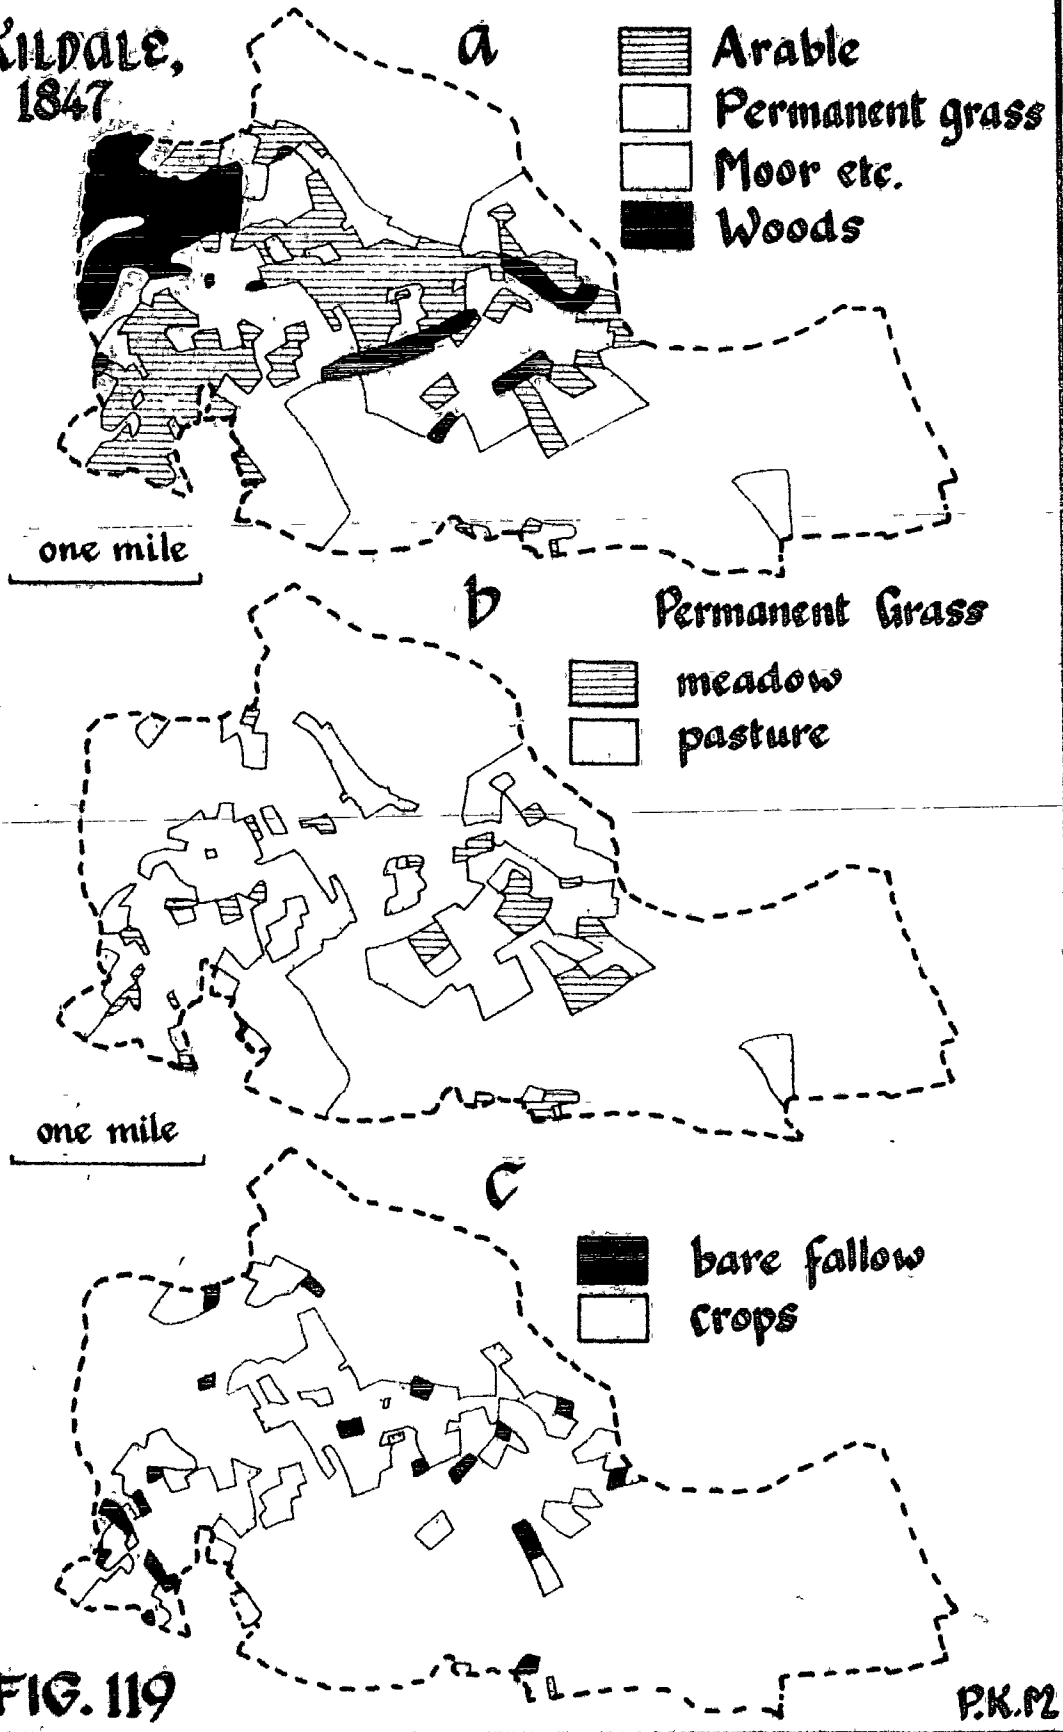 KILDALE,
1847
a
Arable
Permanent grass
Moor etc.
Woods
one mile
b
Permanent Grass
meadow
pasture
one mile
c
bare fallow
crops
FIG. 119
P.K.M